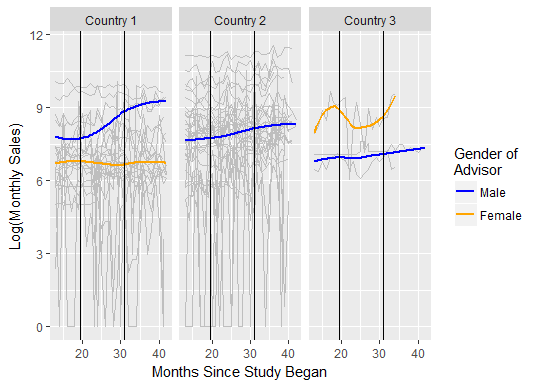 Country 1 Country 2 Country 3
12
9
6
3
0
Log(Monthly Sales)
20 30 40 20 30 40 20 30 40
Months Since Study Began
Gender of
Advisor
Male
Female